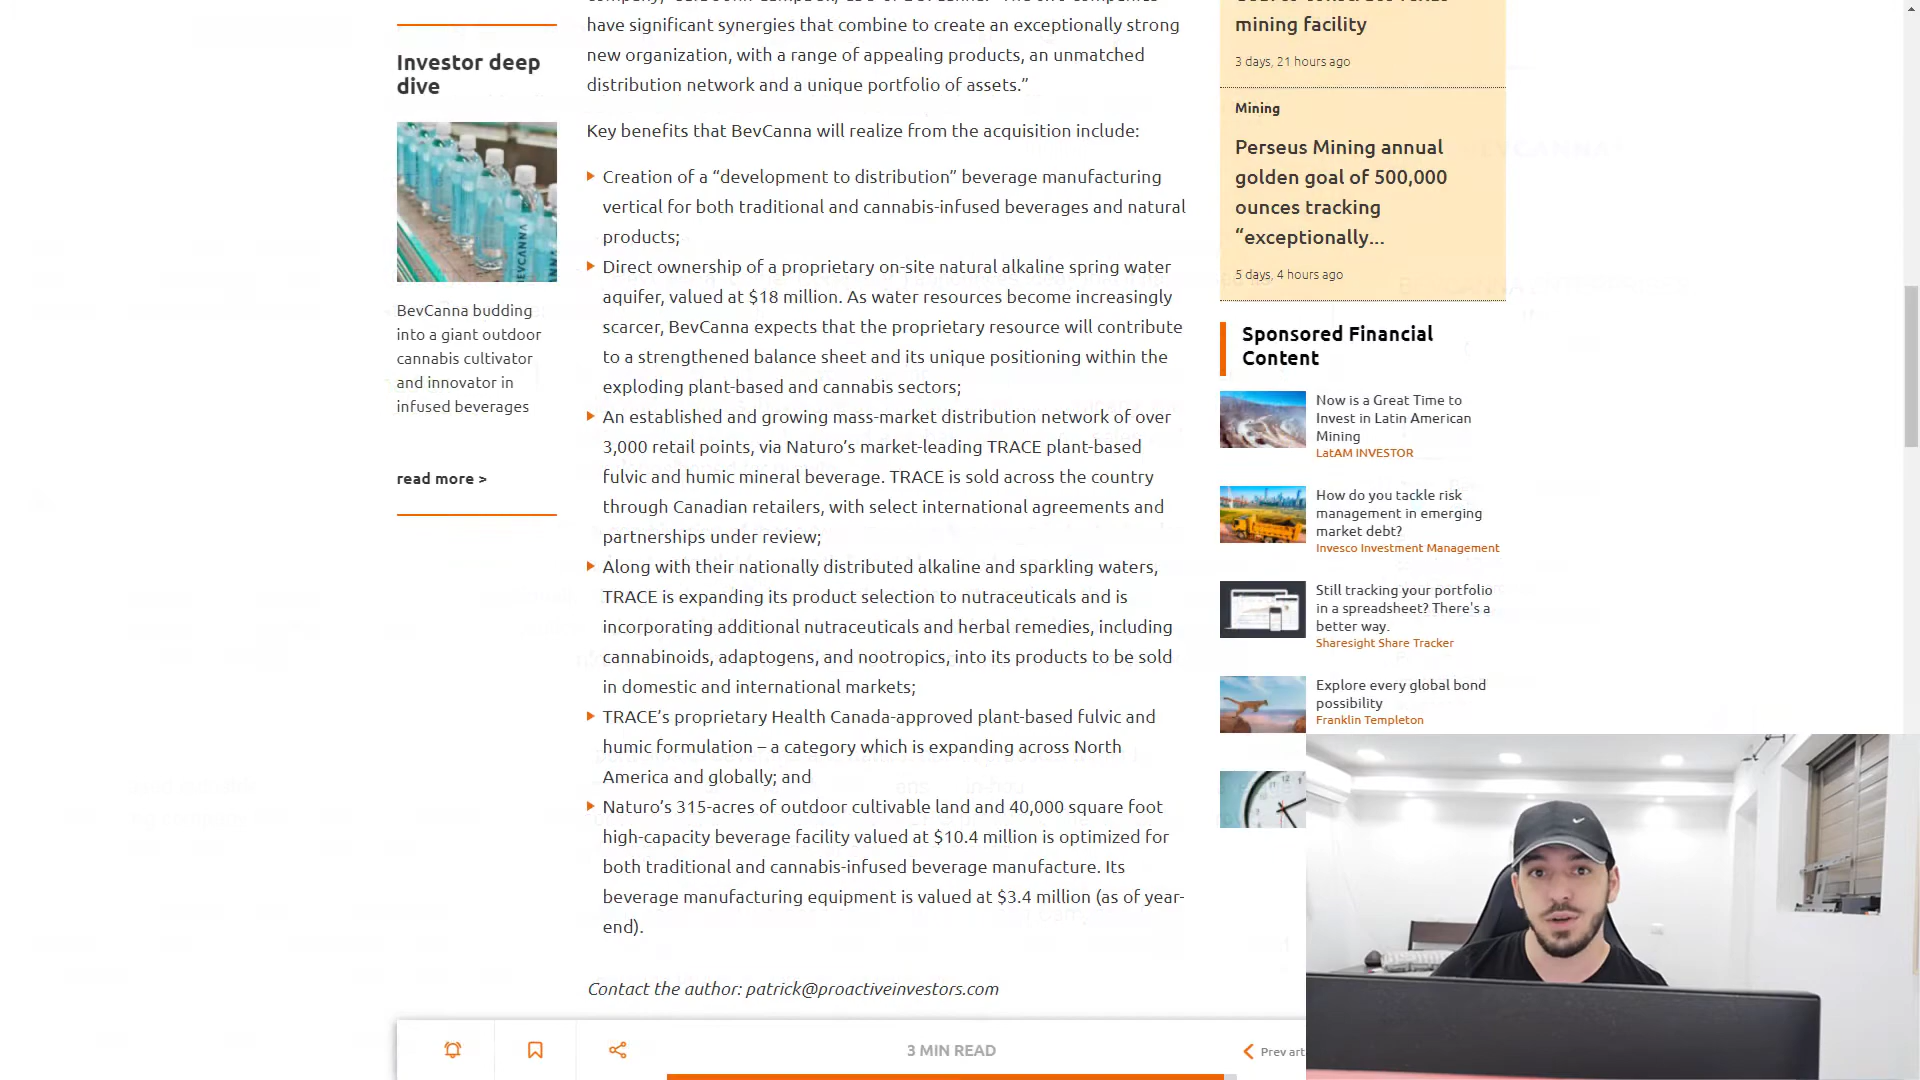 Investor deep
dive
BEVCANNA
BevCanna budding
into a giant outdoor
cannabis cultivator
and innovator in
infused beverages
read more >
have significant synergies that combine to create an exceptionally strong
new organization, with a range of appealing products, an unmatched
distribution network and a unique portfolio of assets.”
Key benefits that BevCanna will realize from the acquisition include:
Creation of a “development to distribution” beverage manufacturing
vertical for both traditional and cannabis-infused beverages and natural
products;
Direct ownership of a proprietary on-site natural alkaline spring water
aquifer, valued at $18 million. As water resources become increasingly
scarcer, BevCanna expects that the proprietary resource will contribute
to a strengthened balance sheet and its unique positioning within the
exploding plant-based and cannabis sectors;
An established and growing mass-market distribution network of over
3,000 retail points, via Naturo’s market-leading TRACE plant-based
fulvic and humic mineral beverage. TRACE is sold across the country
through Canadian retailers, with select international agreements and
partnerships under review;
Along with their nationally distributed alkaline and sparkling waters,
TRACE is expanding its product selection to nutraceuticals and is
incorporating additional nutraceuticals and herbal remedies, including
cannabinoids, adaptogens, and nootropics, into its products to be sold
in domestic and international markets;
TRACE’s proprietary Health Canada-approved plant-based fulvic and
humic formulation – a category which is expanding across North
America and globally; and
Naturo’s 315-acres of outdoor cultivable land and 40,000 square foot
high-capacity beverage facility valued at $10.4 million is optimized for
both traditional and cannabis-infused beverage manufacture. Its
beverage manufacturing equipment is valued at $3.4 million (as of year-
end).
Contact the author: patrick@proactiveinvestors.com
3 MIN READ
Prev art
mining facility
3 days, 21 hours ago
Mining
Perseus Mining annual
golden goal of 500,000
ounces tracking
“exceptionally...
5 days, 4 hours ago
Sponsored Financial
Content
Now is a Great Time to
Invest in Latin American
Mining
LatAM INVESTOR
How do you tackle risk
management in emerging
market debt?
Invesco Investment Management
Still tracking your portfolio
in a spreadsheet? There's a
better way.
Sharesight Share Tracker
Explore every global bond
possibility
Franklin Templeton